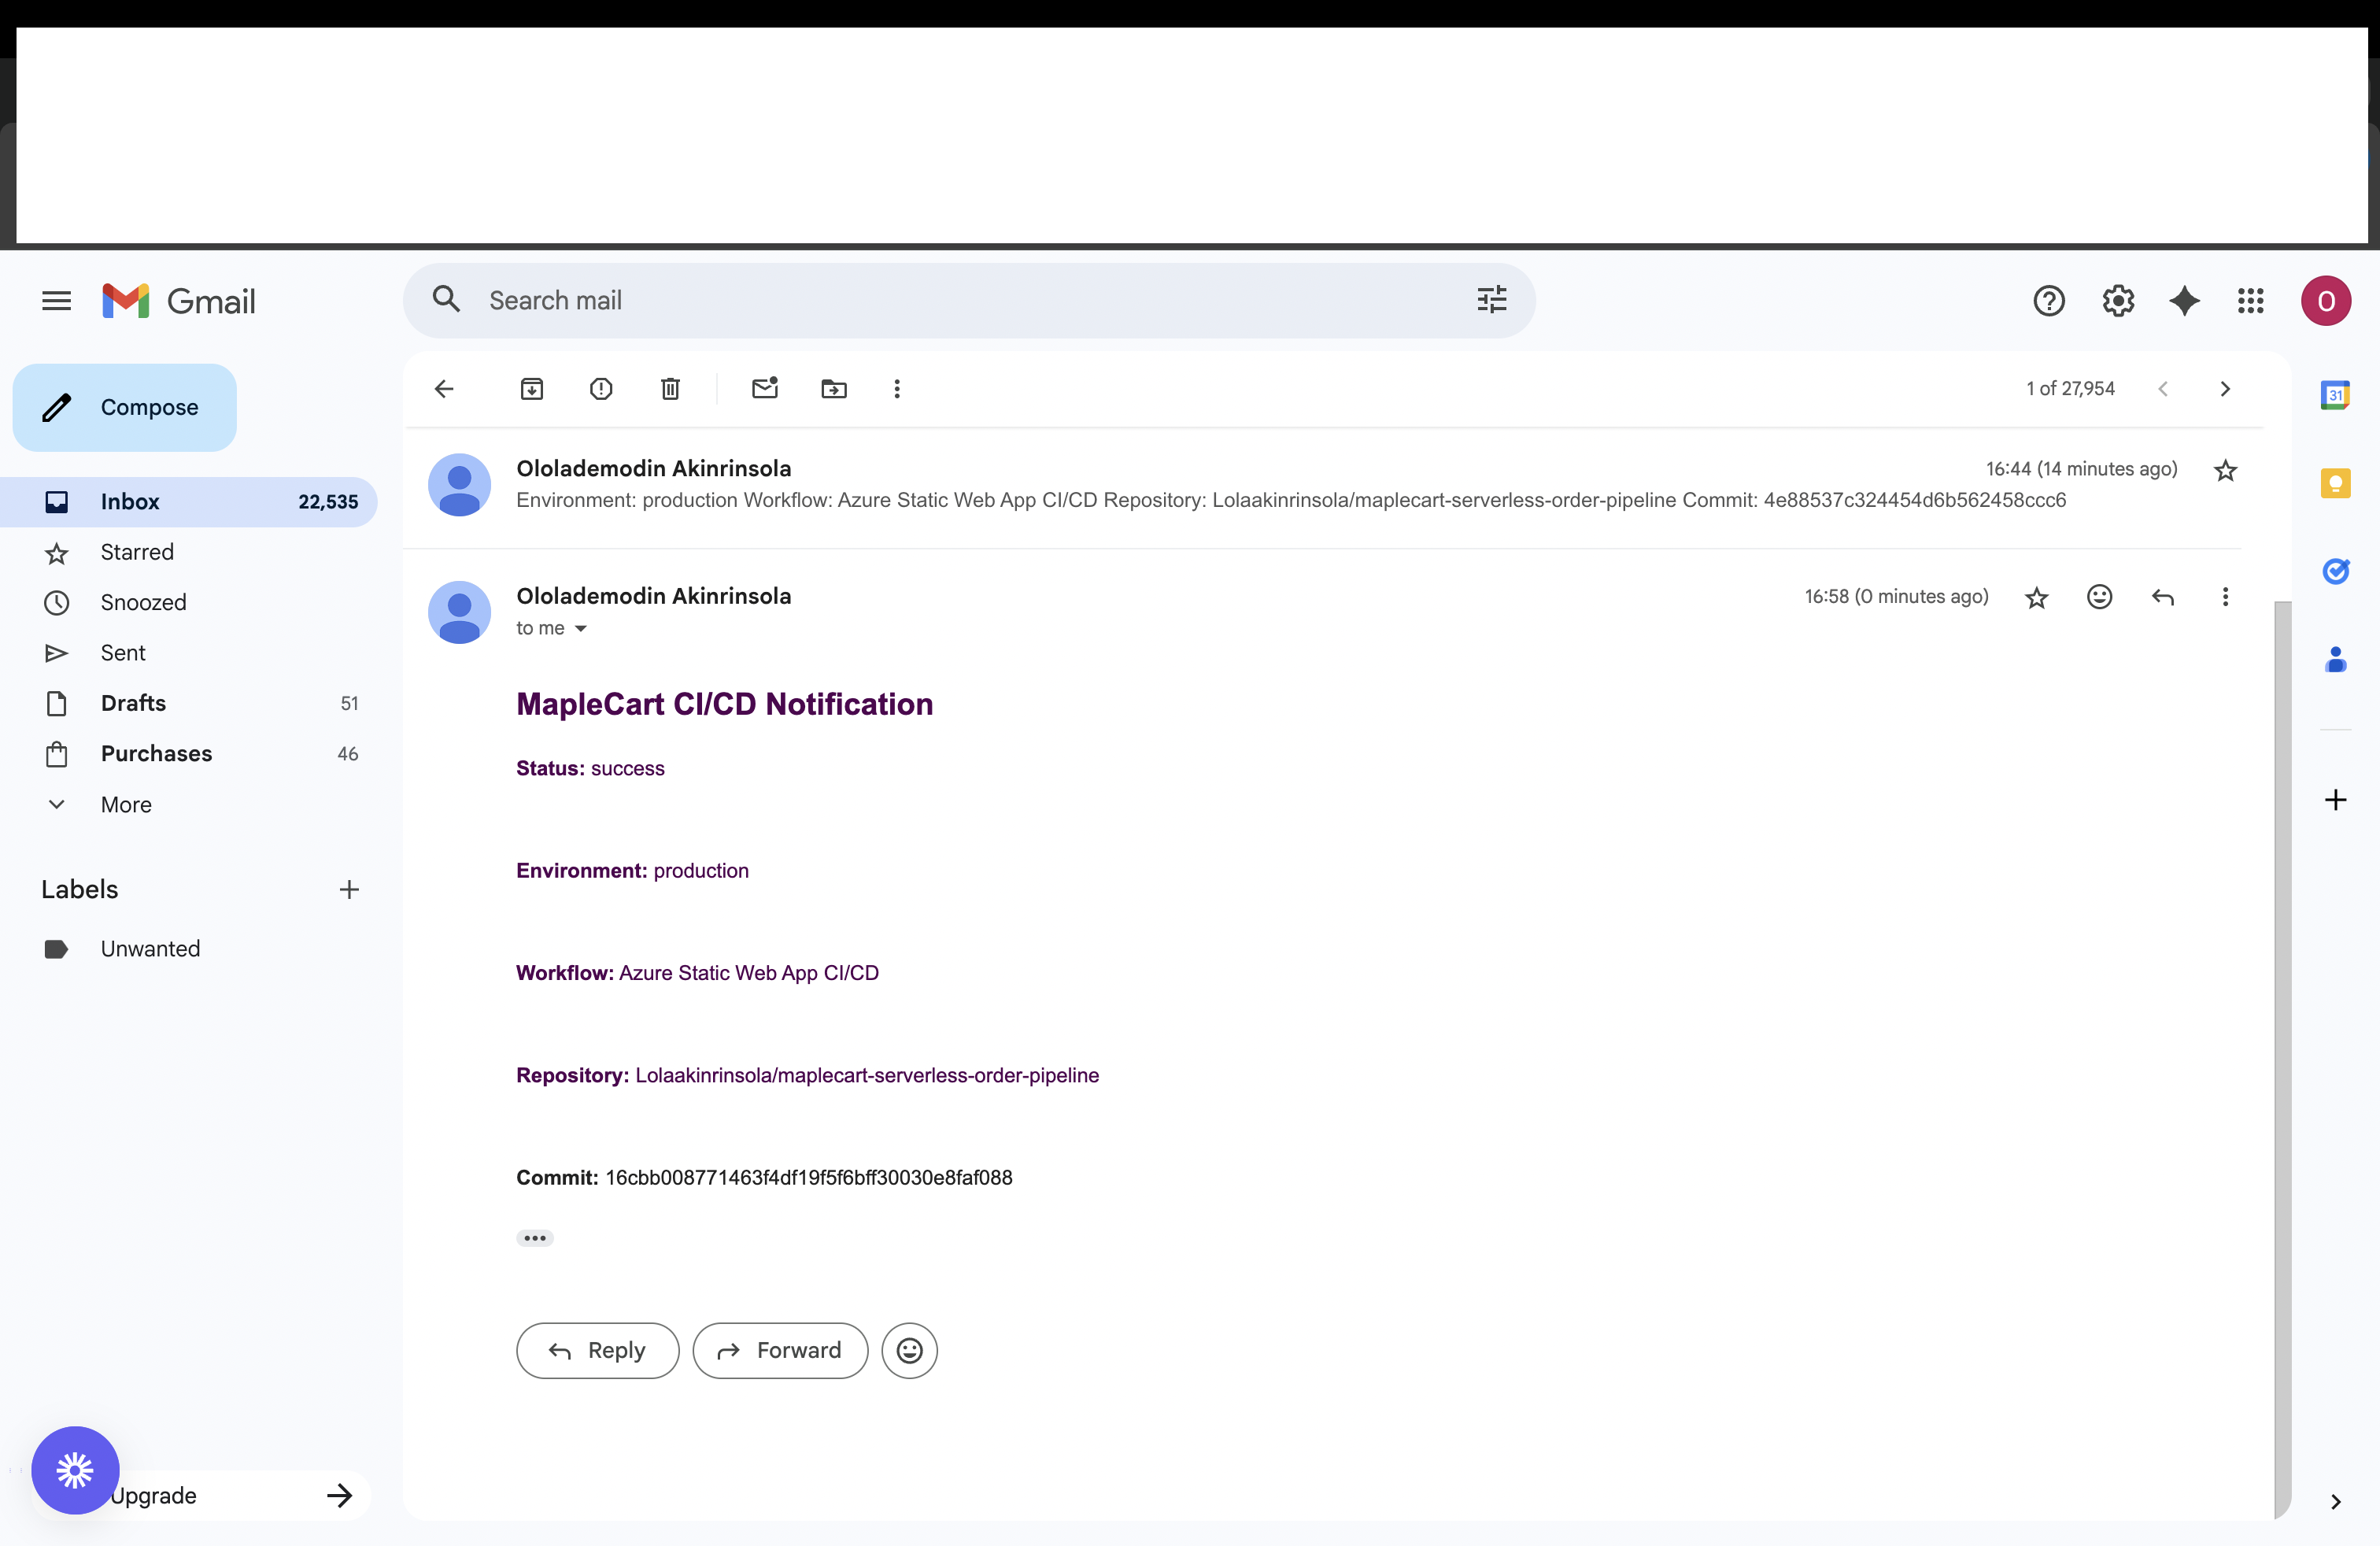 Gmail
Search mail
O
Compose
1 of 27,954
31
Inbox 22,535
Starred
Snoozed
Sent
Drafts 51
Purchases 46
More
Labels
Unwanted
Upgrade
Ololademodin Akinrinsola
16:44 (14 minutes ago)
Environment: production Workflow: Azure Static Web App CI/CD Repository: Lolaakinrinsola/maplecart-serverless-order-pipeline Commit: 4e88537c324454d6b562458ccc6
Ololademodin Akinrinsola
16:58 (0 minutes ago)
to me
MapleCart CI/CD Notification
Status: success
Environment: production
Workflow: Azure Static Web App CI/CD
Repository: Lolaakinrinsola/maplecart-serverless-order-pipeline
Commit: 16cbb008771463f4df19f5f6bff30030e8faf088
Reply
Forward